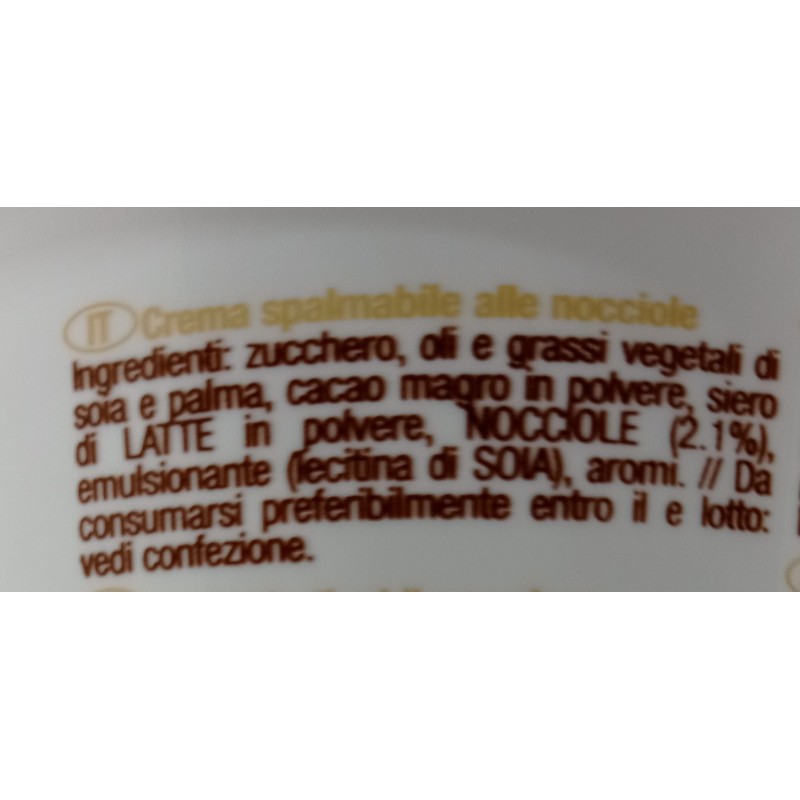 IT Crema spalmabile alle nocciole
Ingredienti: zucchero, oli e grassi vegetali di
soia e palma, cacao magro in polvere, siero
di LATTE in polvere, NOCCIOLE (2.1%),
emulsionante (lecitina di SOIA), aromi. // Da
consumarsi preferibilmente entro il e lotto:
vedi confezione.